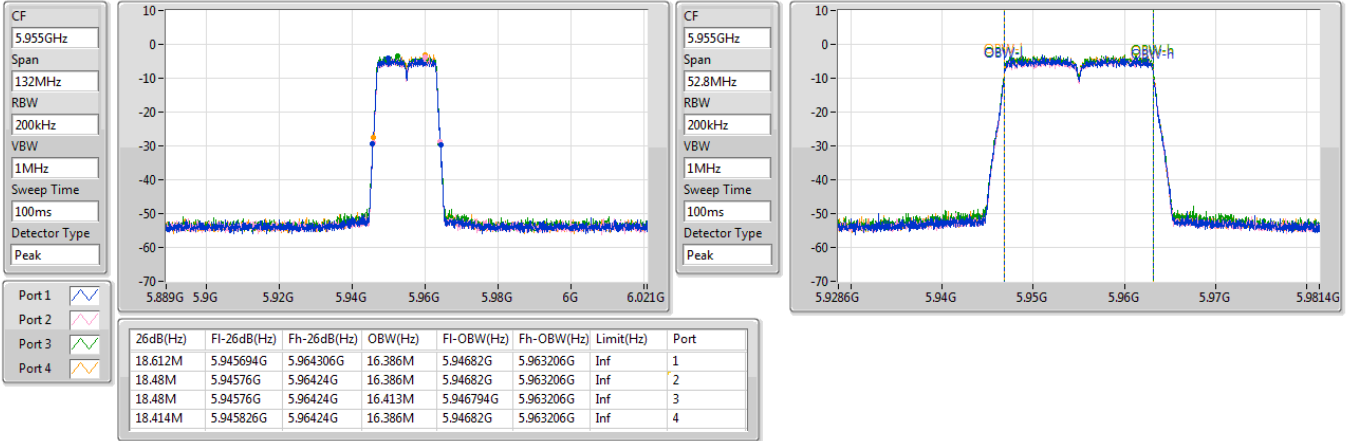 CF
5.955GHz
Span
132MHz
RBW
200kHz
VBW
1MHz
Sweep Time
100ms
Detector Type
Peak
10
0
-10
-20
-30
-40
-50
-60
-70
5.889G 5.9G 5.92G 5.94G 5.96G 5.98G 6G 6.021G
CF
5.955GHz
Span
52.8MHz
RBW
200kHz
VBW
1MHz
Sweep Time
100ms
Detector Type
Peak
10
0
-10
-20
-30
-40
-50
-60
-70
OBW-l OBW-h
5.9286G 5.94G 5.95G 5.96G 5.97G 5.9814G
Port 1
Port 2
Port 3
Port 4
26dB(Hz) Fl-26dB(Hz) Fh-26dB(Hz) OBW(Hz) Fl-OBW(Hz) Fh-OBW(Hz) Limit(Hz) Port
18.612M 5.945694G 5.964306G 16.386M 5.94682G 5.963206G Inf 1
18.48M 5.94576G 5.96424G 16.386M 5.94682G 5.963206G Inf 2
18.48M 5.94576G 5.96424G 16.413M 5.946794G 5.963206G Inf 3
18.414M 5.945826G 5.96424G 16.386M 5.94682G 5.963206G Inf 4